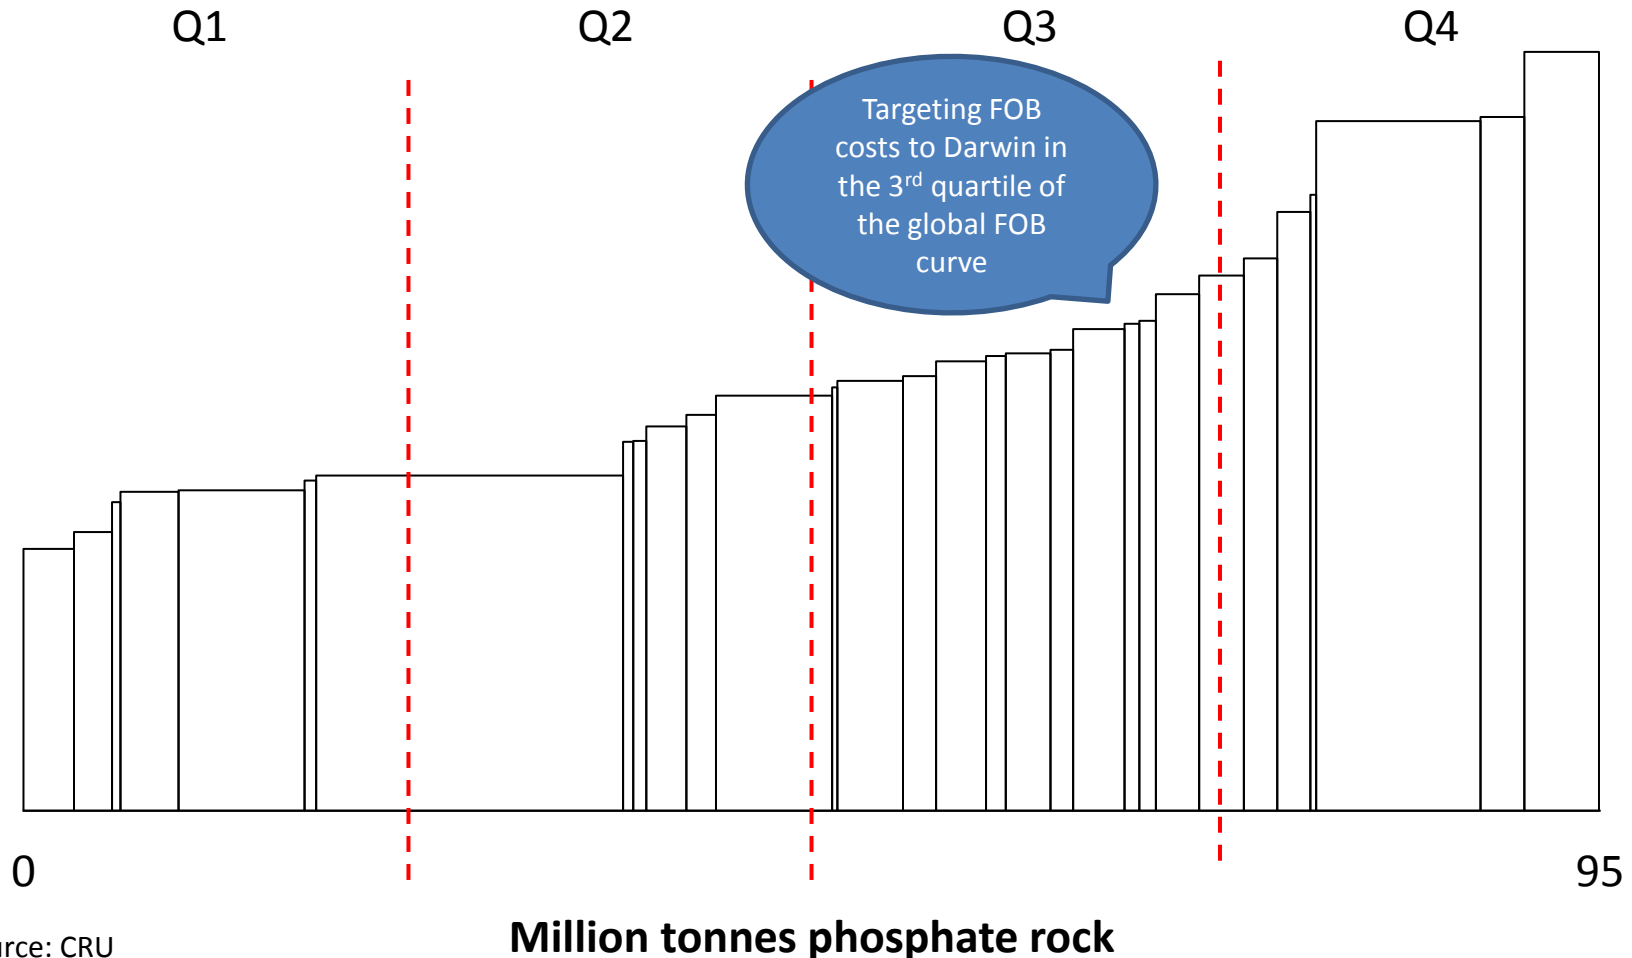 Q1 Q2 Q3 Q4
Targeting FOB
costs to Darwin in
the 3rd quartile of
the global FOB
curve
0 95
Million tonnes phosphate rock
urce: CRU